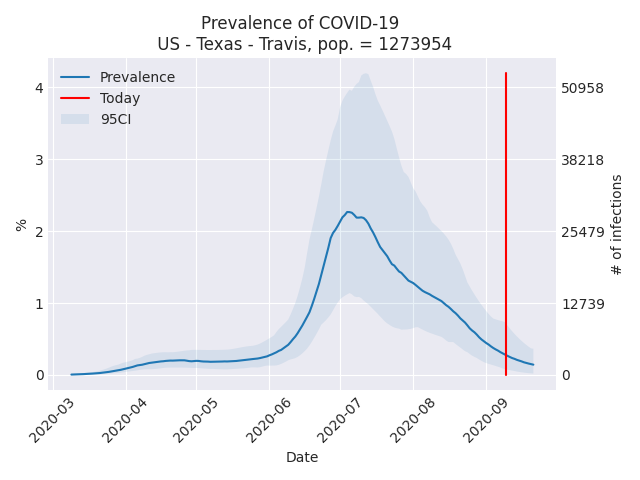 Prevalence of COVID-19
US - Texas - Travis, pop. = 1273954
Prevalence
Today
95CI
4
3
2
1
0
%
50958
38218
25479
12739
0
# of infections
2020-03
2020-04
2020-05
2020-06
2020-07
2020-08
2020-09
Date